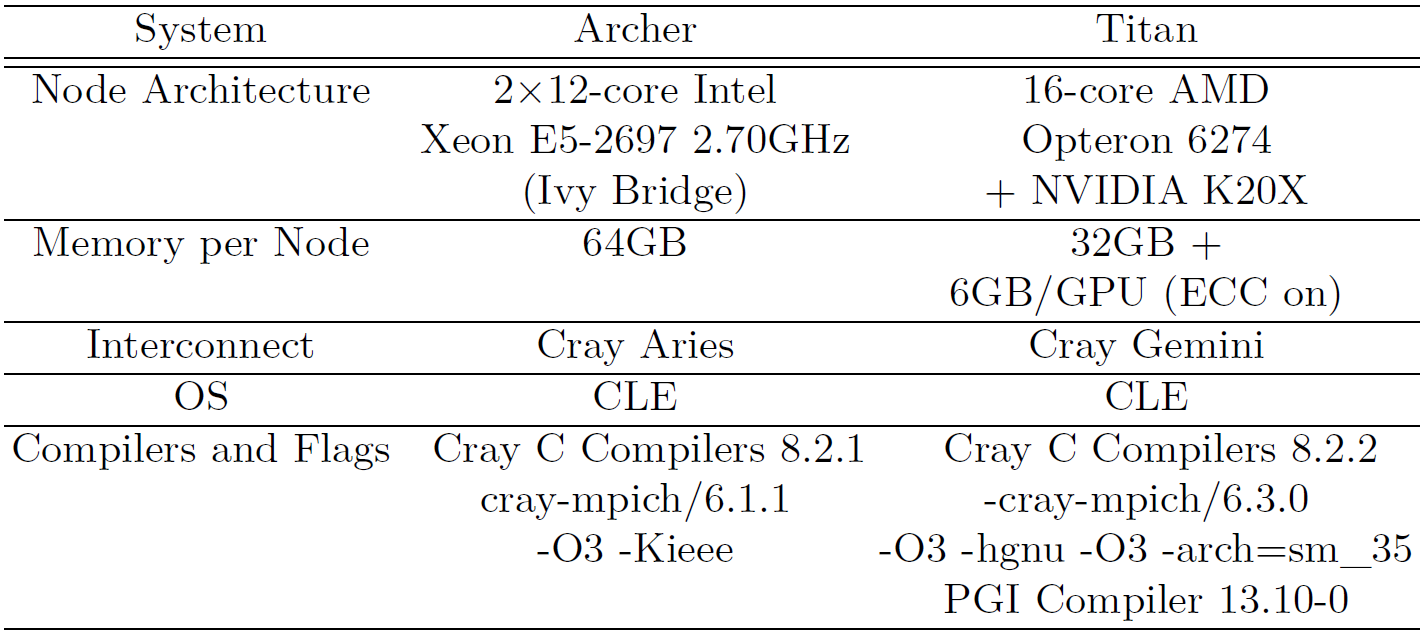 System Archer Titan
Node Architecture 2×12-core Intel 16-core AMD
Xeon E5-2697 2.70GHz Opteron 6274
(Ivy Bridge) + NVIDIA K20X
Memory per Node 64GB 32GB +
6GB/GPU (ECC on)
Interconnect Cray Aries Cray Gemini
OS CLE CLE
Compilers and Flags Cray C Compilers 8.2.1 Cray C Compilers 8.2.2
cray-mpich/6.1.1 -cray-mpich/6.3.0
-O3 -Kieee -O3 -hgnu -O3 -arch=sm_35
PGI Compiler 13.10-0